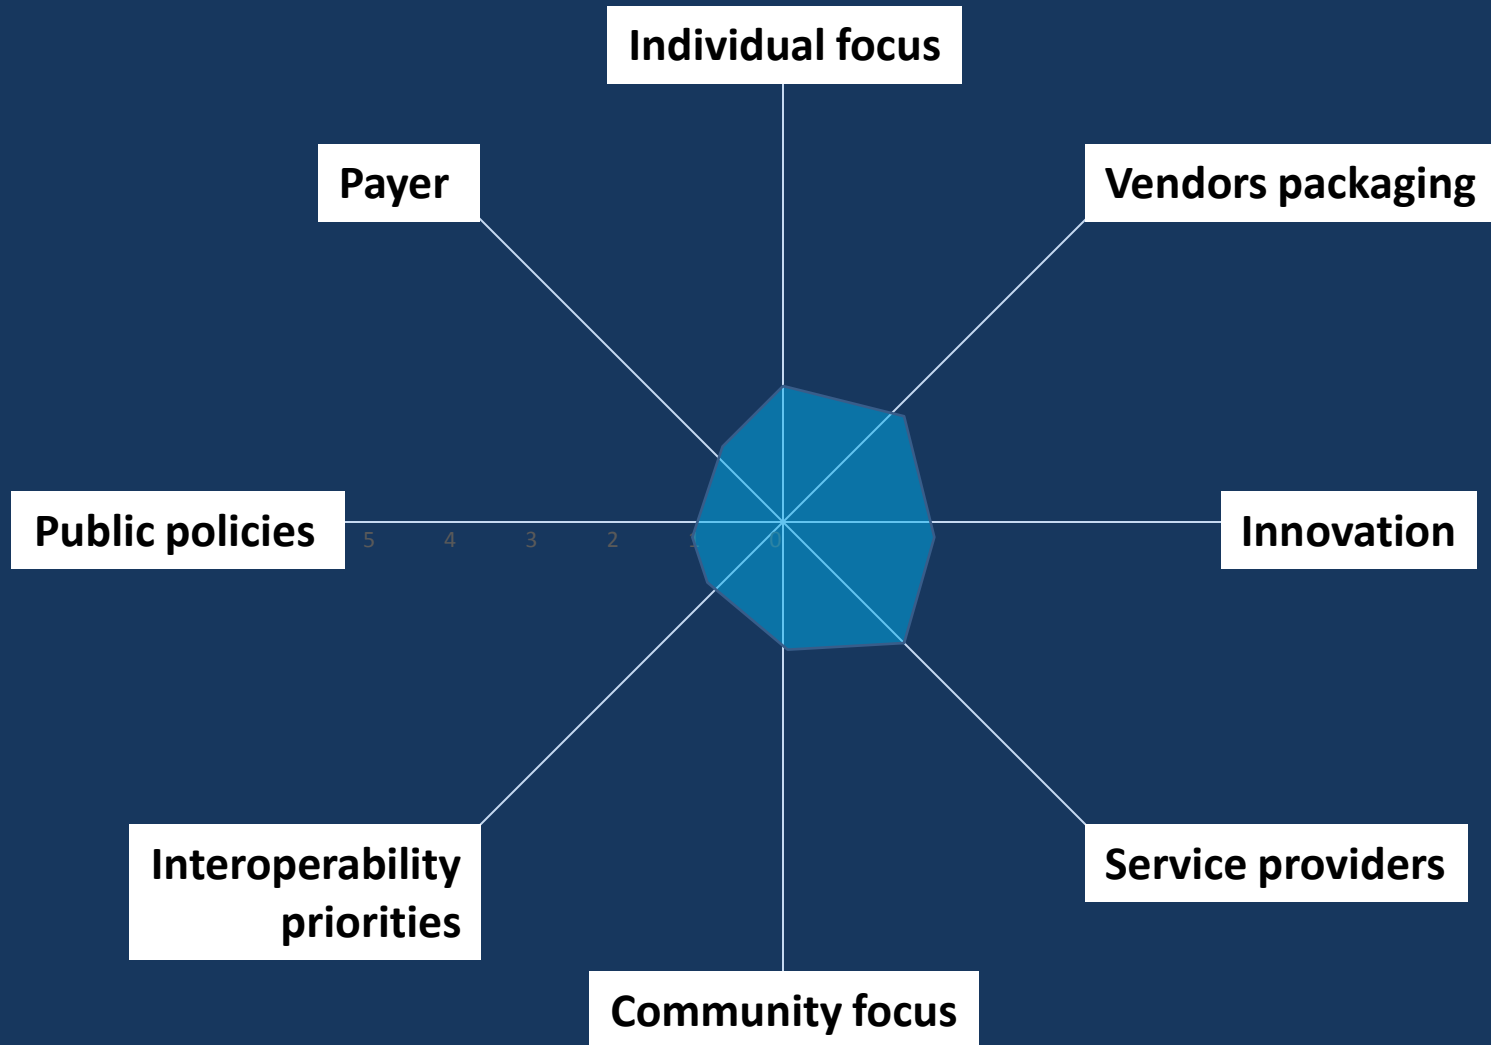 Individual focus
Payer
Vendors packaging
Public policies
5 4 3 2 1 0
Innovation
Interoperability
priorities
Service providers
Community focus